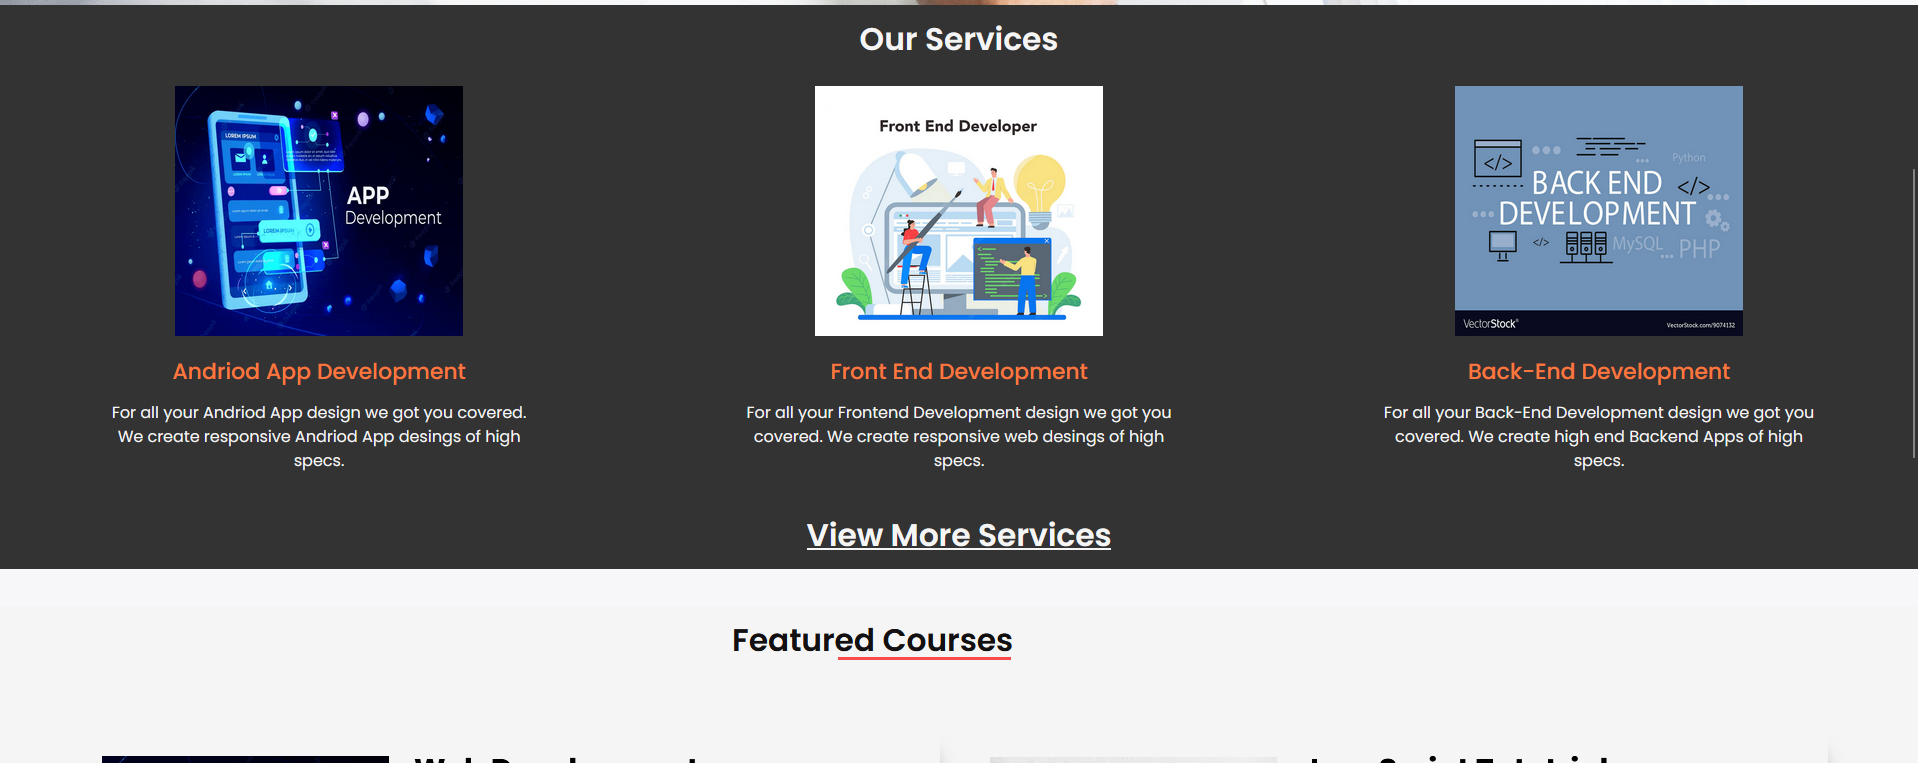 Our Services
LOREM IPSUM
LOREM IPSUM
APP
Development
Front End Developer
Python
BACK END
DEVELOPMENT
MySQL
PHP
VectorStock®
VectorStock.com/9074132
Andriod App Development
Front End Development
Back-End Development
For all your Andriod App design we got you covered.
We create responsive Andriod App desings of high
specs.
For all your Frontend Development design we got you
covered. We create responsive web desings of high
specs.
For all your Back-End Development design we got you
covered. We create high end Backend Apps of high
specs.
View More Services
Featured Courses